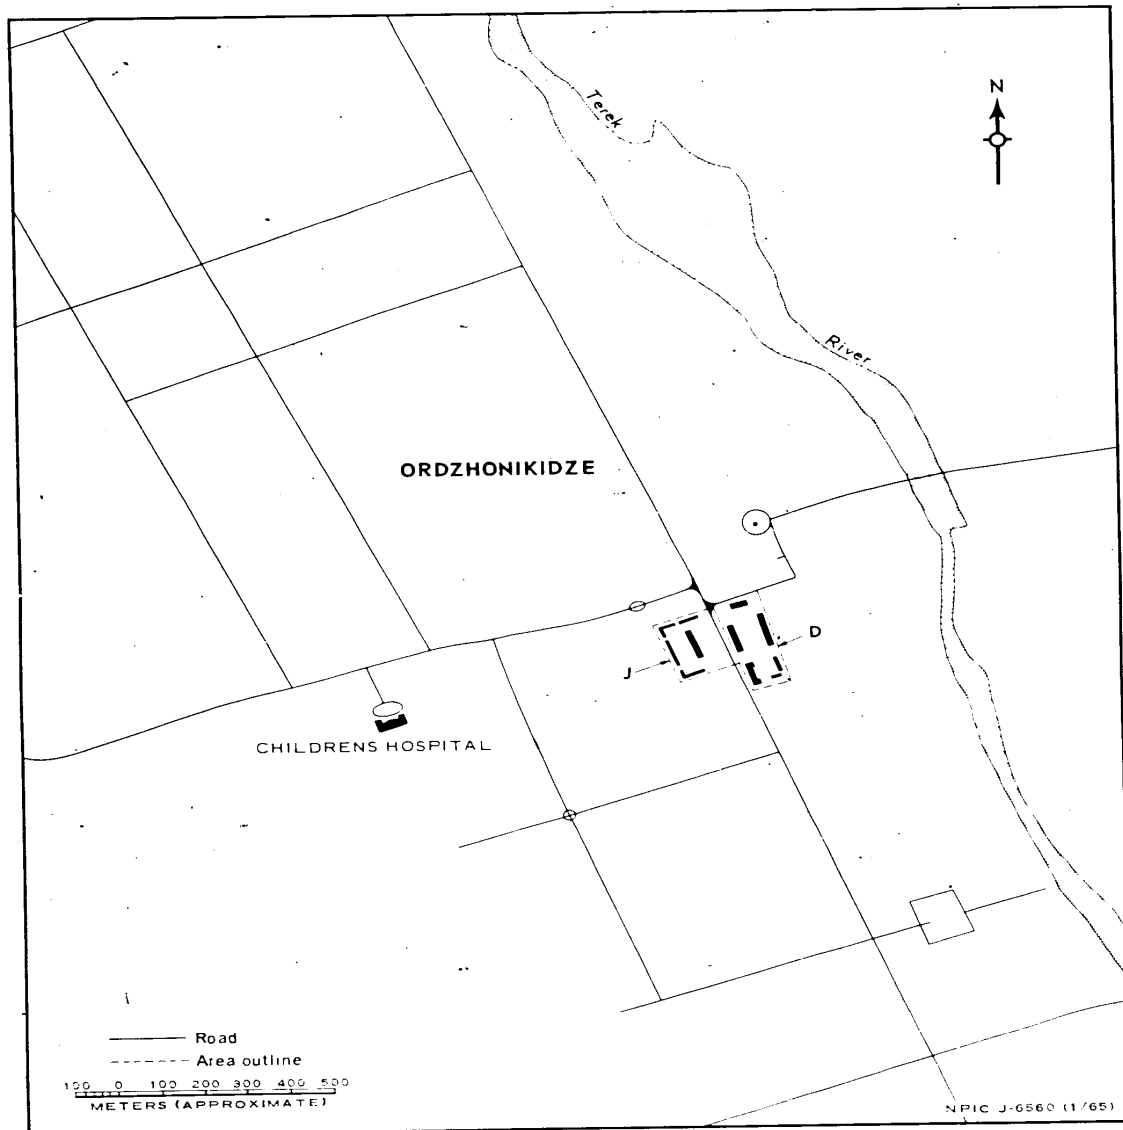 N
Terek
River
ORDZHONIKIDZE
D
J
CHILDRENS HOSPITAL
Road
Area outline
100 0 100 200 300 400 500
METERS (APPROXIMATE)
NPIC J-6560 (1/65)